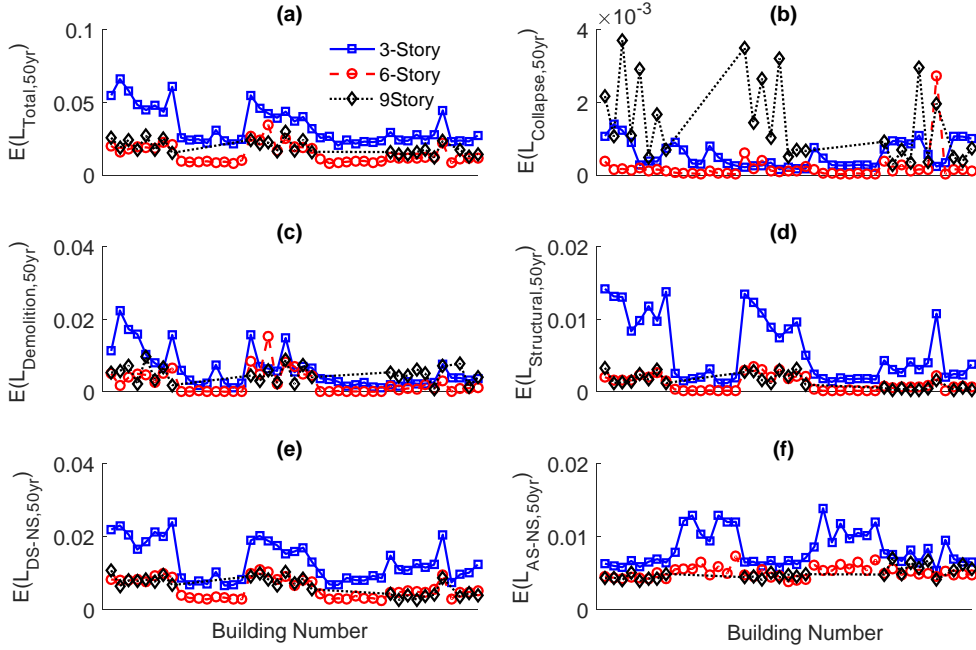 (a)
E(L_Total,50yr)
0.1
0.05
0
3-Story
6-Story
9Story
(b)
×10^-3
E(L_Collapse,50yr)
4
2
0
(c)
E(L_Demolition,50yr)
0.04
0.02
0
(d)
E(L_Structural,50yr)
0.02
0.01
0
(e)
E(L_DS-NS,50yr)
0.04
0.02
0
Building Number
(f)
E(L_AS-NS,50yr)
0.02
0.01
0
Building Number